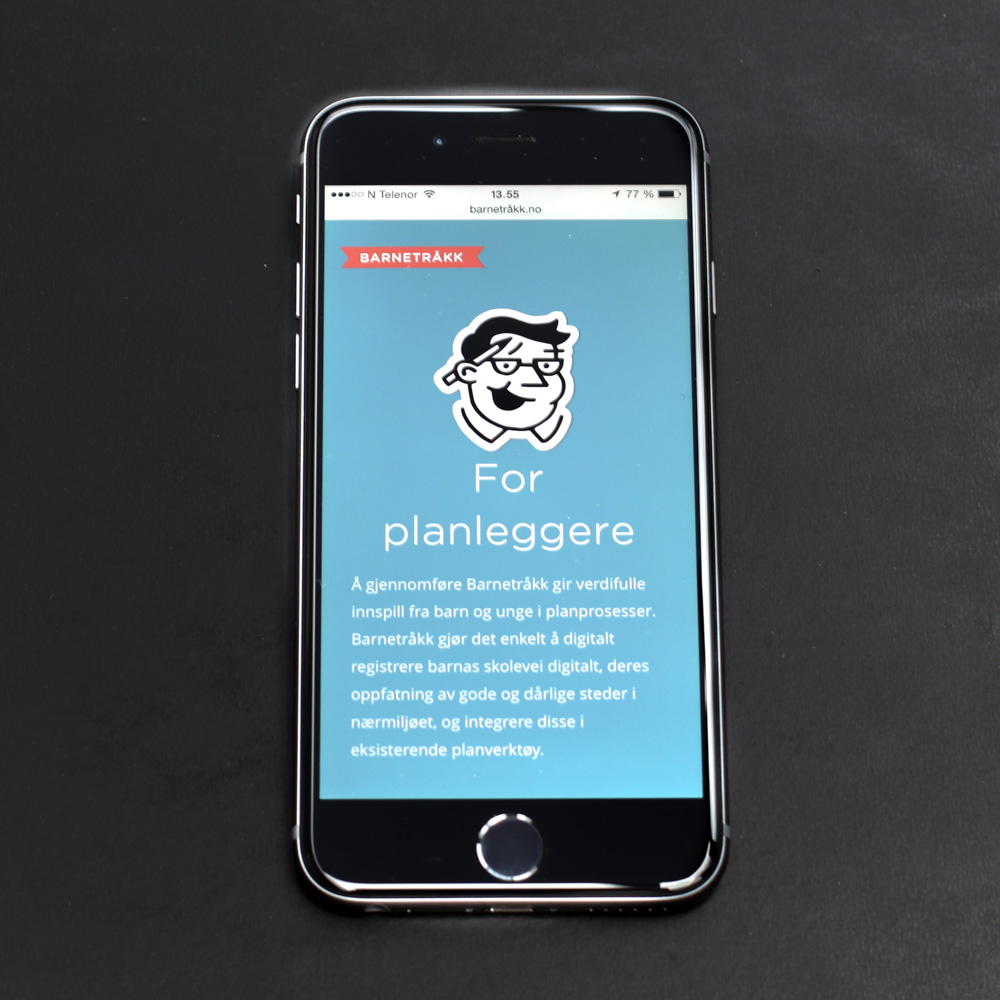 N Telenor 13.55 77 %
barnetråkk.no
BARNETRÅKK
For
planleggere
Å gjennomføre Barnetråkk gir verdifulle
innspill fra barn og unge i planprosesser.
Barnetråkk gjør det enkelt å digitalt
registrere barnas skolevei digitalt, deres
oppfatning av gode og dårlige steder i
nærmiljøet, og integrere disse i
eksisterende planverktøy.